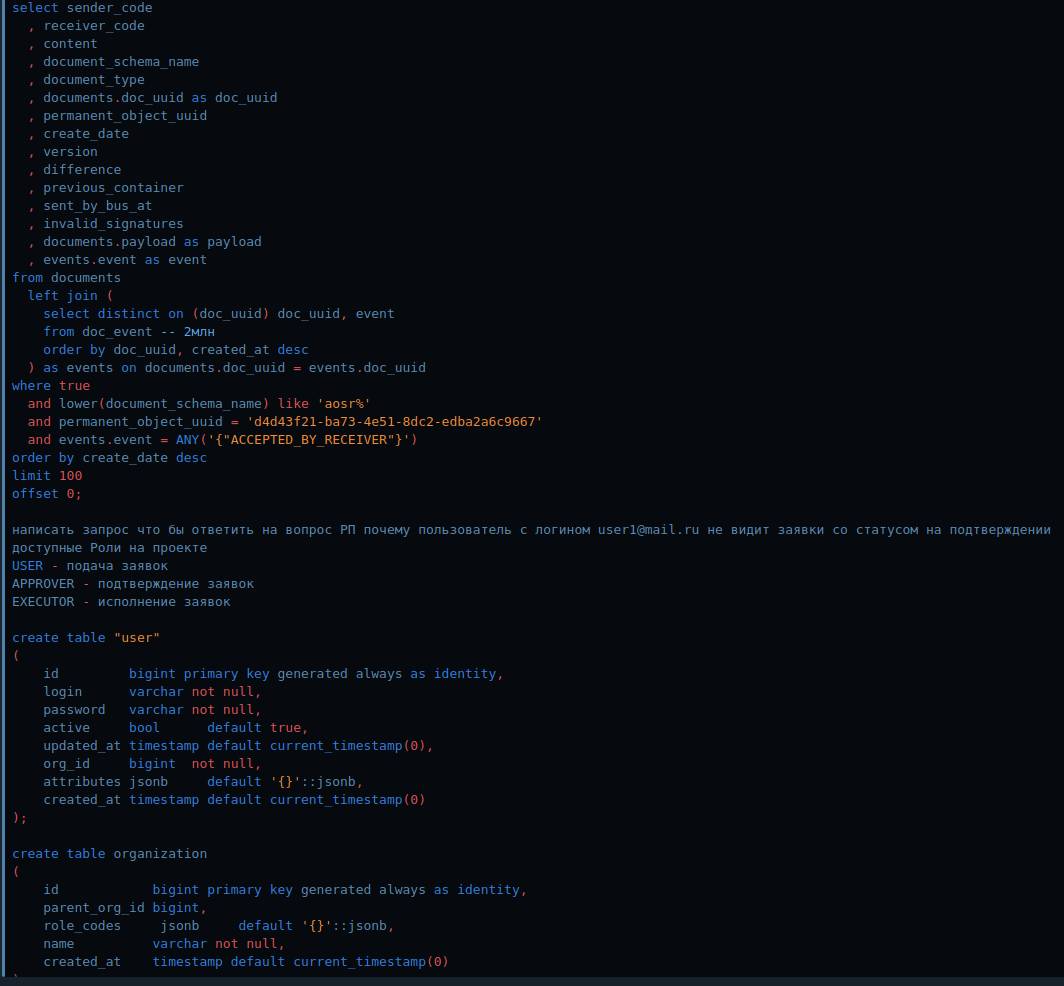 select sender_code
  , receiver_code
  , content
  , document_schema_name
  , document_type
  , documents.doc_uuid as doc_uuid
  , permanent_object_uuid
  , create_date
  , version
  , difference
  , previous_container
  , sent_by_bus_at
  , invalid_signatures
  , documents.payload as payload
  , events.event as event
from documents
  left join (
    select distinct on (doc_uuid) doc_uuid, event
    from doc_event -- 2млн
    order by doc_uuid, created_at desc
  ) as events on documents.doc_uuid = events.doc_uuid
where true
  and lower(document_schema_name) like 'aosr%'
  and permanent_object_uuid = 'd4d43f21-ba73-4e51-8dc2-edba2a6c9667'
  and events.event = ANY('{"ACCEPTED_BY_RECEIVER"}')
order by create_date desc
limit 100
offset 0;

написать запрос что бы ответить на вопрос РП почему пользователь с логином user1@mail.ru не видит заявки со статусом на подтверждении
доступные Роли на проекте
USER - подача заявок
APPROVER - подтверждение заявок
EXECUTOR - исполнение заявок

create table "user"
(
    id         bigint primary key generated always as identity,
    login      varchar not null,
    password   varchar not null,
    active     bool      default true,
    updated_at timestamp default current_timestamp(0),
    org_id     bigint  not null,
    attributes jsonb     default '{}'::jsonb,
    created_at timestamp default current_timestamp(0)
);

create table organization
(
    id            bigint primary key generated always as identity,
    parent_org_id bigint,
    role_codes     jsonb     default '{}'::jsonb,
    name          varchar not null,
    created_at    timestamp default current_timestamp(0)